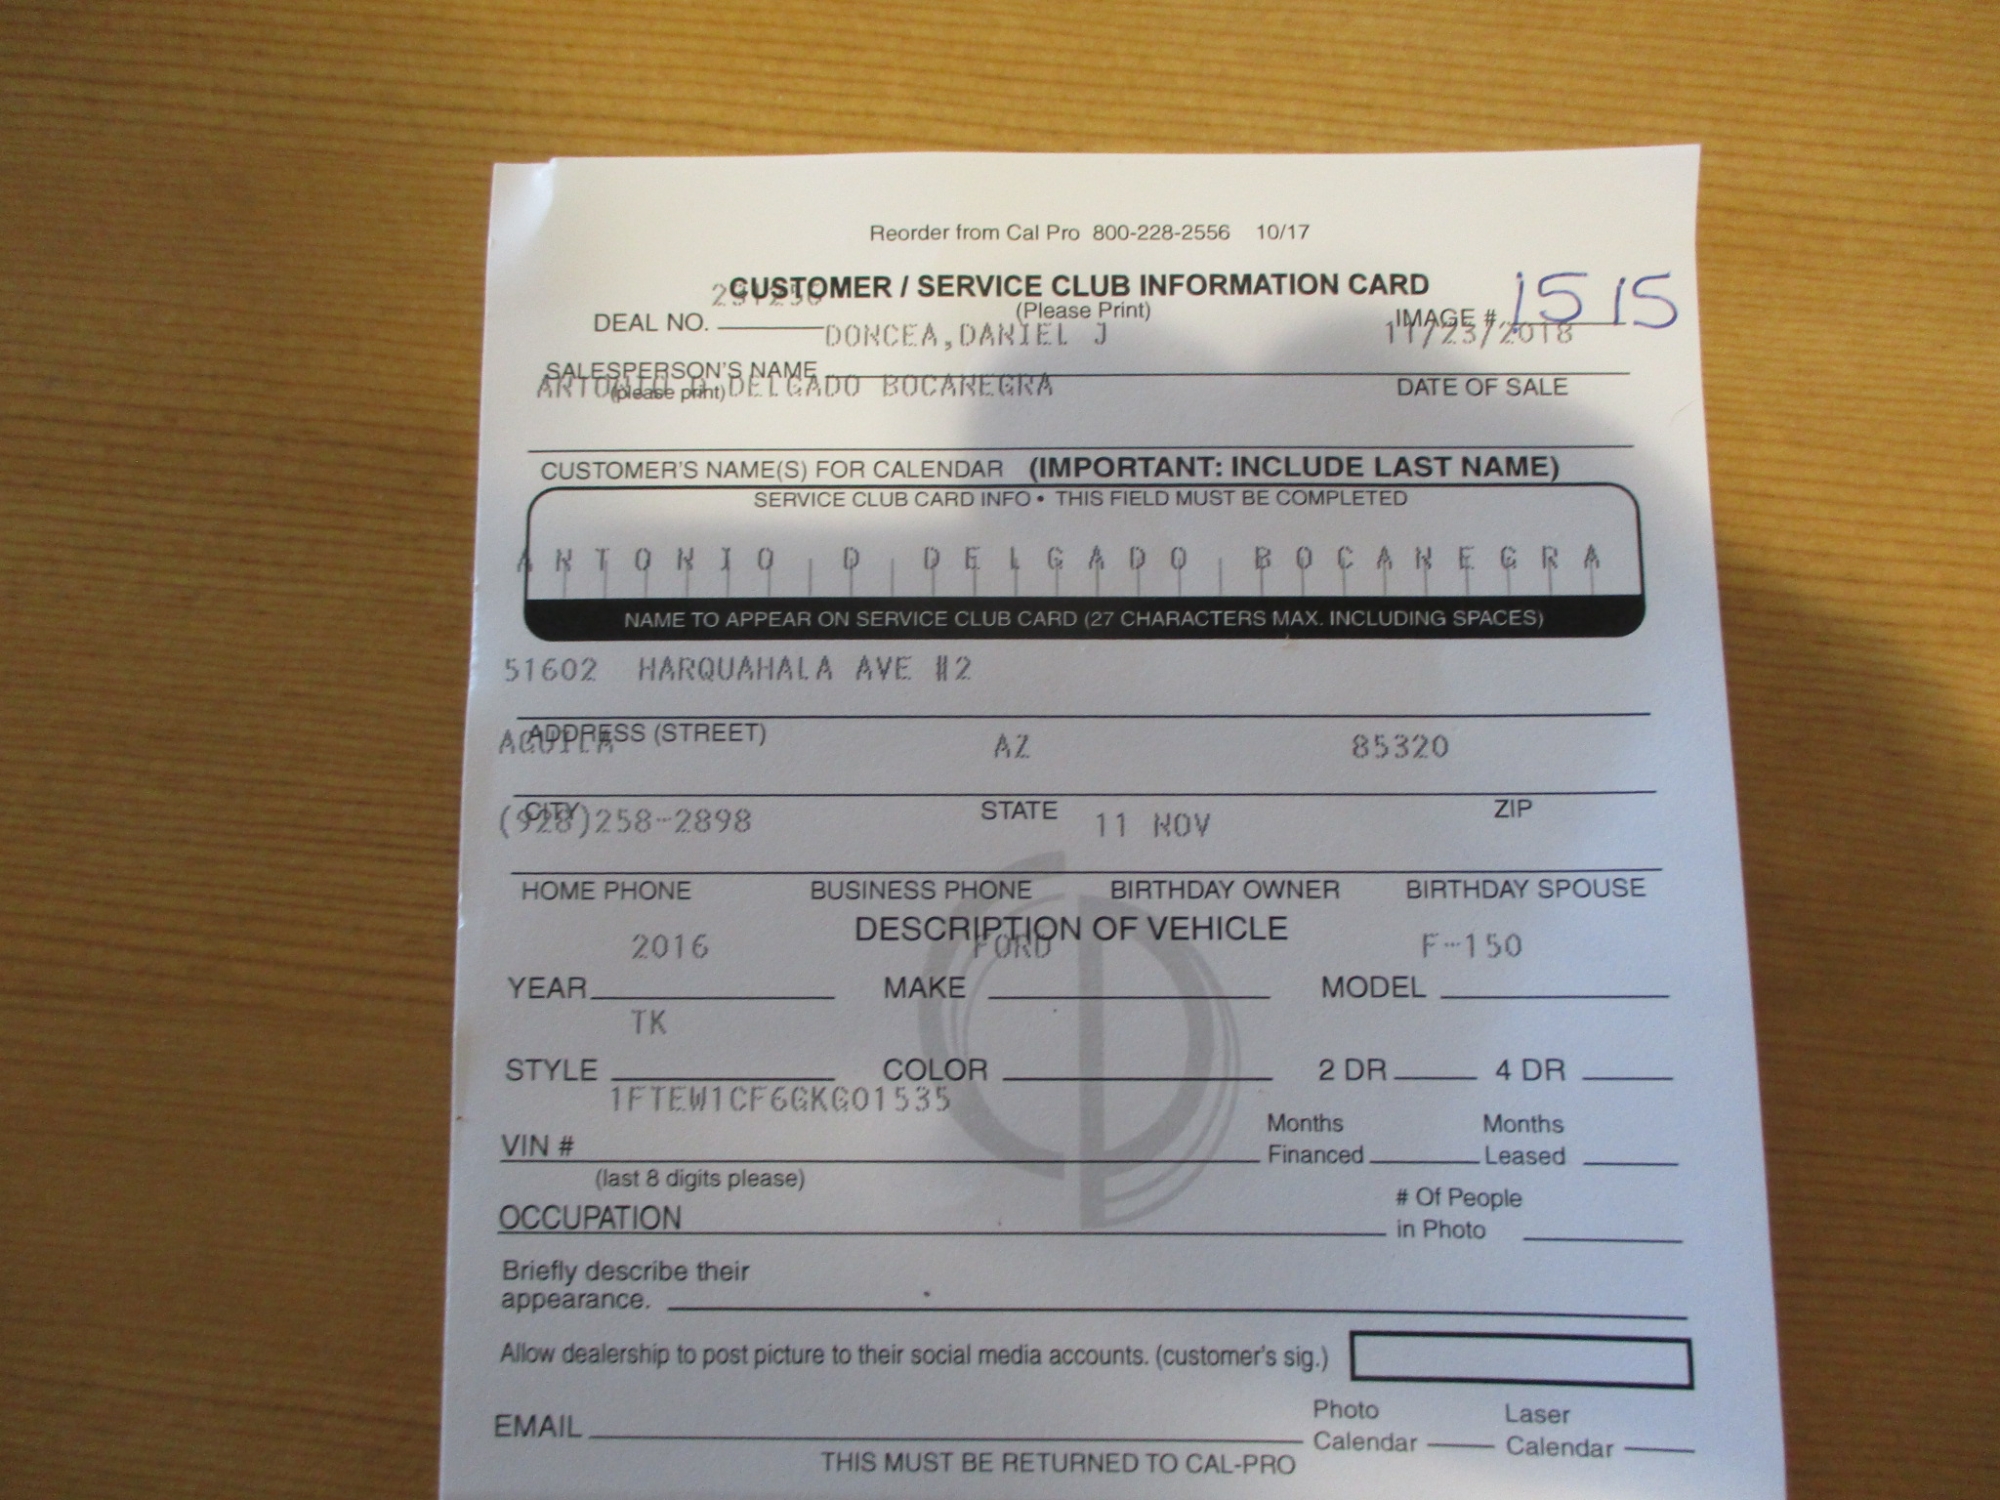 Reorder from Cal Pro 800-228-2556 10/17
CUSTOMER / SERVICE CLUB INFORMATION CARD
(Please Print)
DEAL NO.
IMAGE # 1515
DONCEA,DANIEL J 11/23/2018
SALESPERSON'S NAME
(please print)
DATE OF SALE
ANTONIO D DELGADO BOCANEGRA
CUSTOMER'S NAME(S) FOR CALENDAR (IMPORTANT: INCLUDE LAST NAME)
SERVICE CLUB CARD INFO • THIS FIELD MUST BE COMPLETED
ANTONIO D DELGADO BOCANEGRA
NAME TO APPEAR ON SERVICE CLUB CARD (27 CHARACTERS MAX. INCLUDING SPACES)
51602 HARQUAHALA AVE #2
ADDRESS (STREET)
AGUILA AZ 85320
CITY STATE ZIP
(928)258-2898 11 NOV
HOME PHONE BUSINESS PHONE BIRTHDAY OWNER BIRTHDAY SPOUSE
DESCRIPTION OF VEHICLE
2016 FORD F-150
YEAR MAKE MODEL
TK
STYLE COLOR 2 DR 4 DR
1FTEW1CF6GKG01535
VIN #
(last 8 digits please)
Months Financed
Months Leased
OCCUPATION
# Of People in Photo
Briefly describe their
appearance.
Allow dealership to post picture to their social media accounts. (customer's sig.)
EMAIL
Photo Calendar
Laser Calendar
THIS MUST BE RETURNED TO CAL-PRO